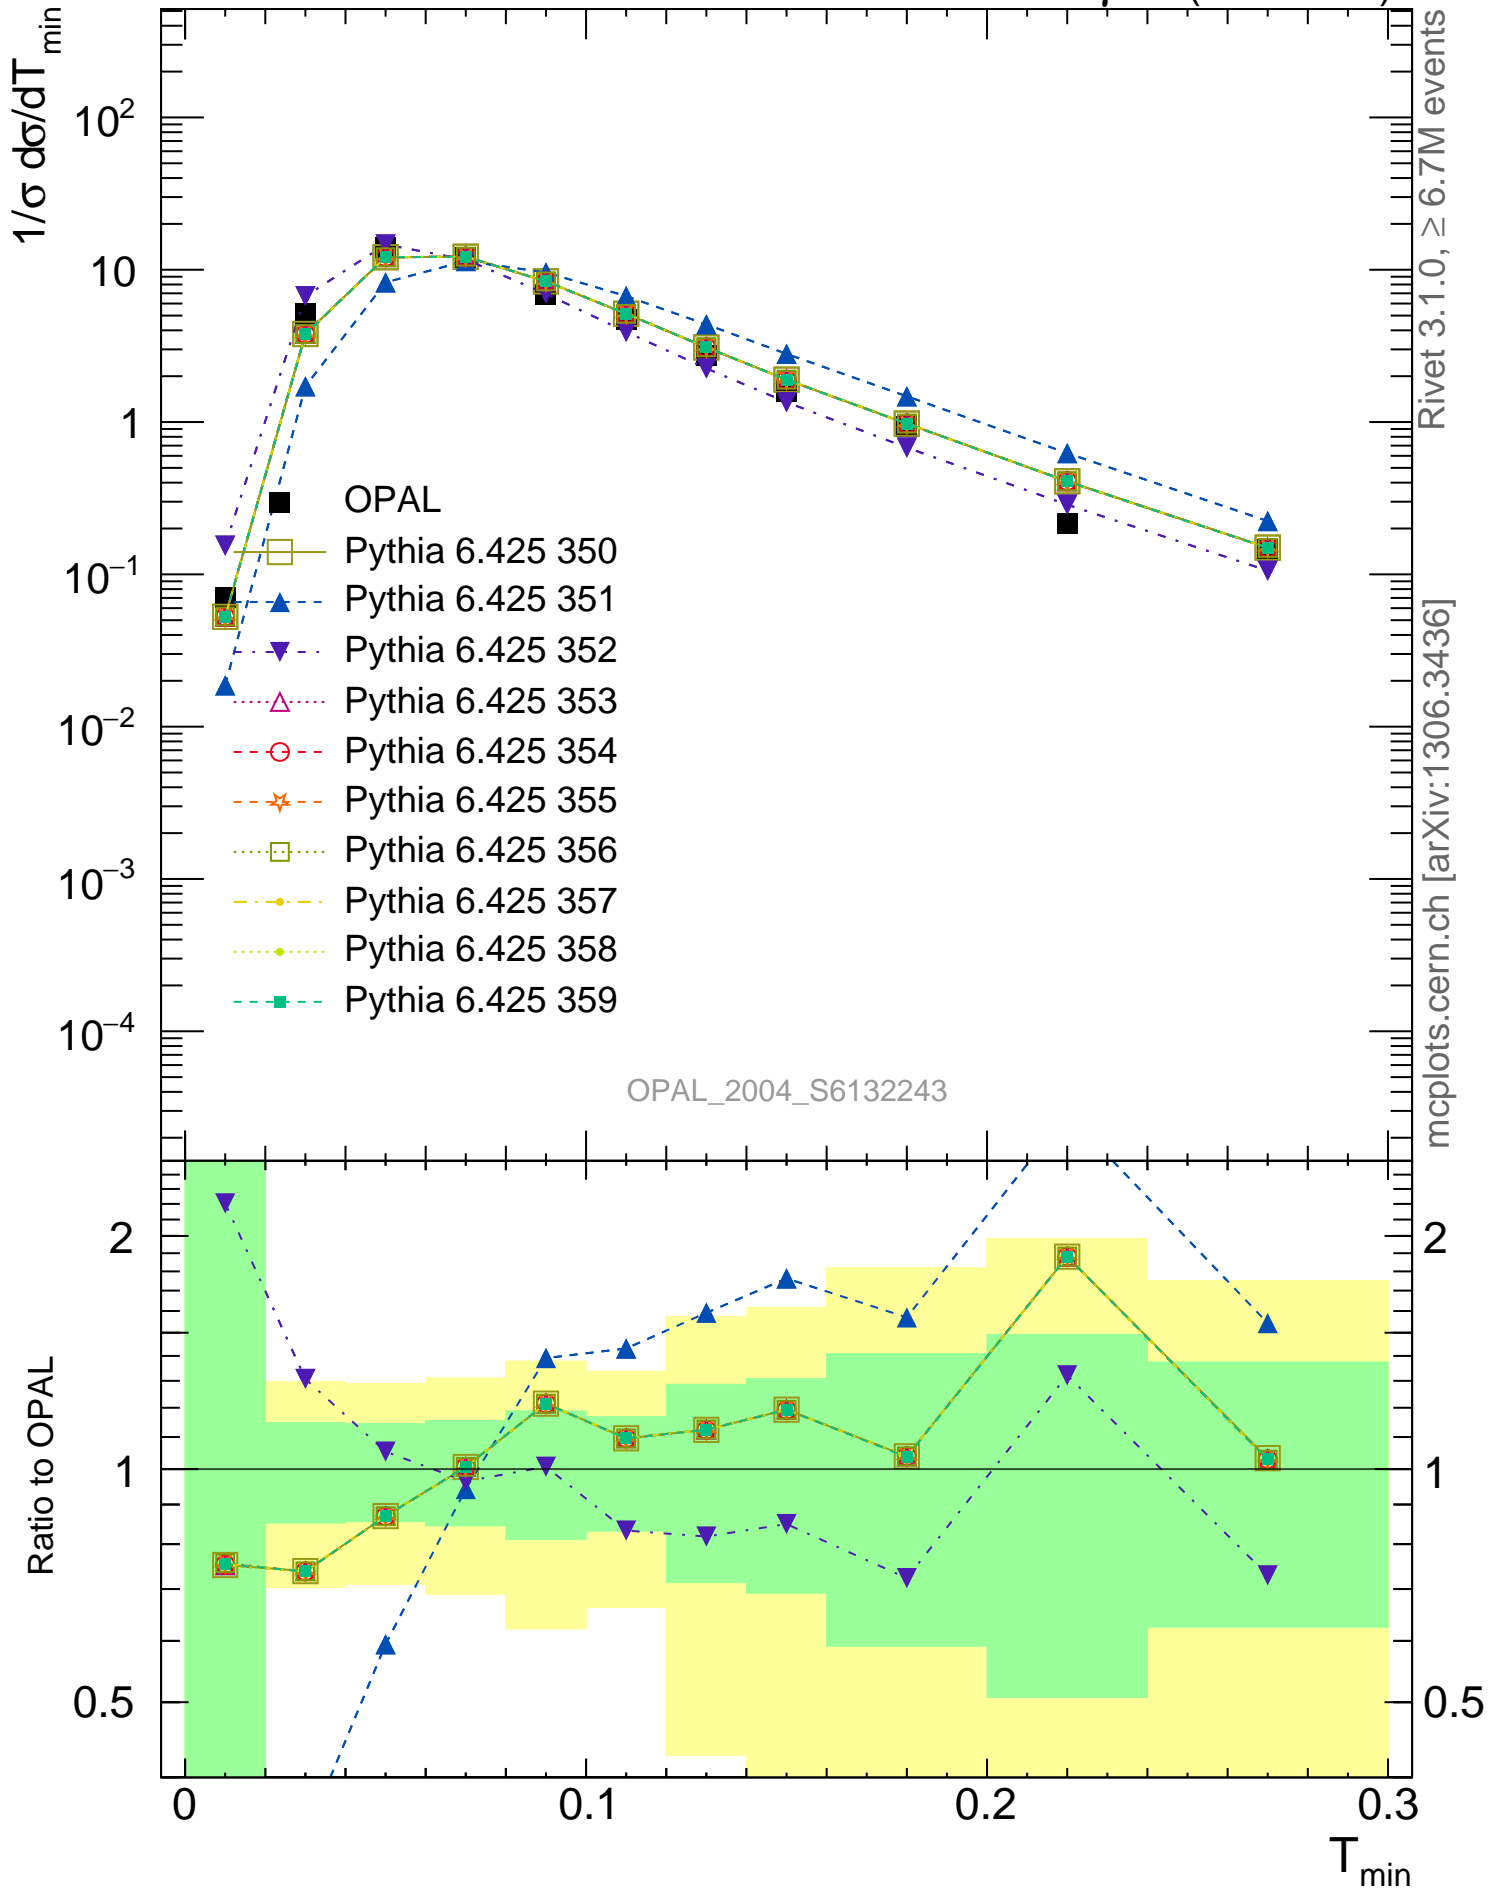 1/σ dσ/dT_min
10²
10
1
10⁻¹
10⁻²
10⁻³
10⁻⁴
OPAL
Pythia 6.425 350
Pythia 6.425 351
Pythia 6.425 352
Pythia 6.425 353
Pythia 6.425 354
Pythia 6.425 355
Pythia 6.425 356
Pythia 6.425 357
Pythia 6.425 358
Pythia 6.425 359
OPAL_2004_S6132243
Rivet 3.1.0, ≥ 6.7M events
mcplots.cern.ch [arXiv:1306.3436]
Ratio to OPAL
2
1
0.5
2
1
0.5
0
0.1
0.2
0.3
T_min